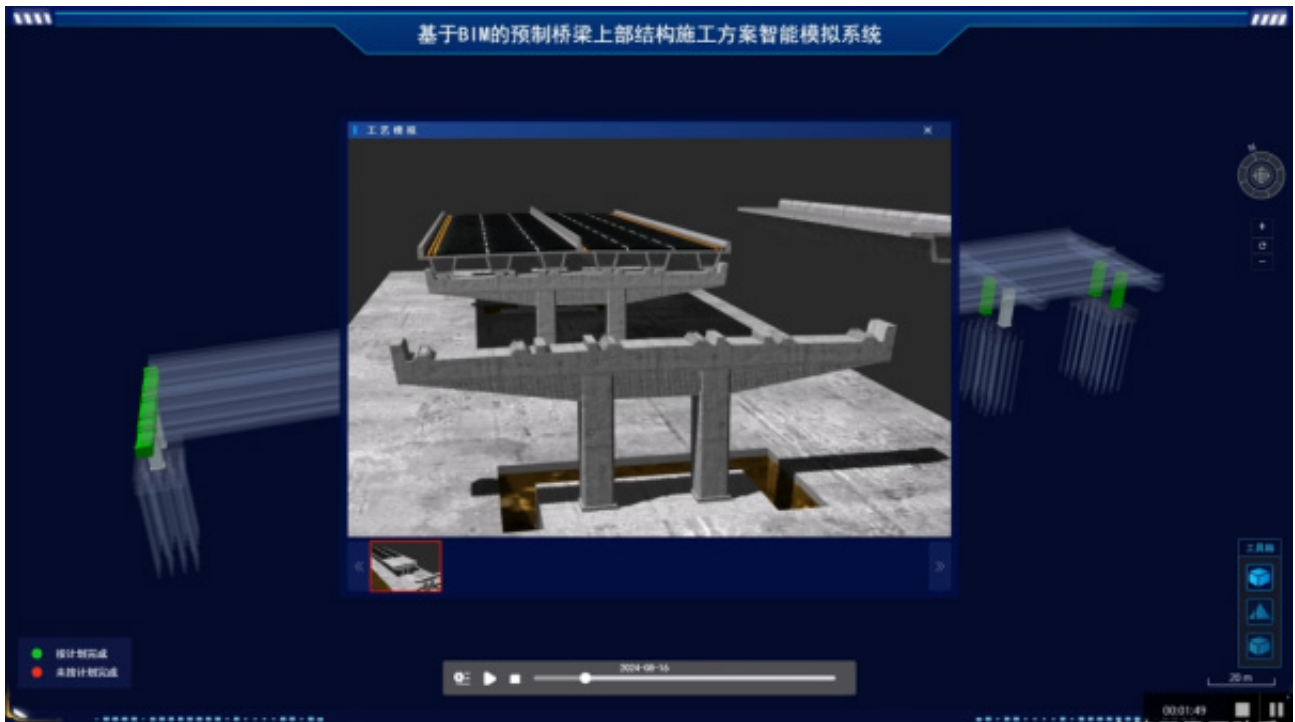 基于BIM的预制桥梁上部结构施工方案智能模拟系统
工艺模拟
N
按计划完成
未按计划完成
2024-08-16
工具箱
20 m
00:01:49